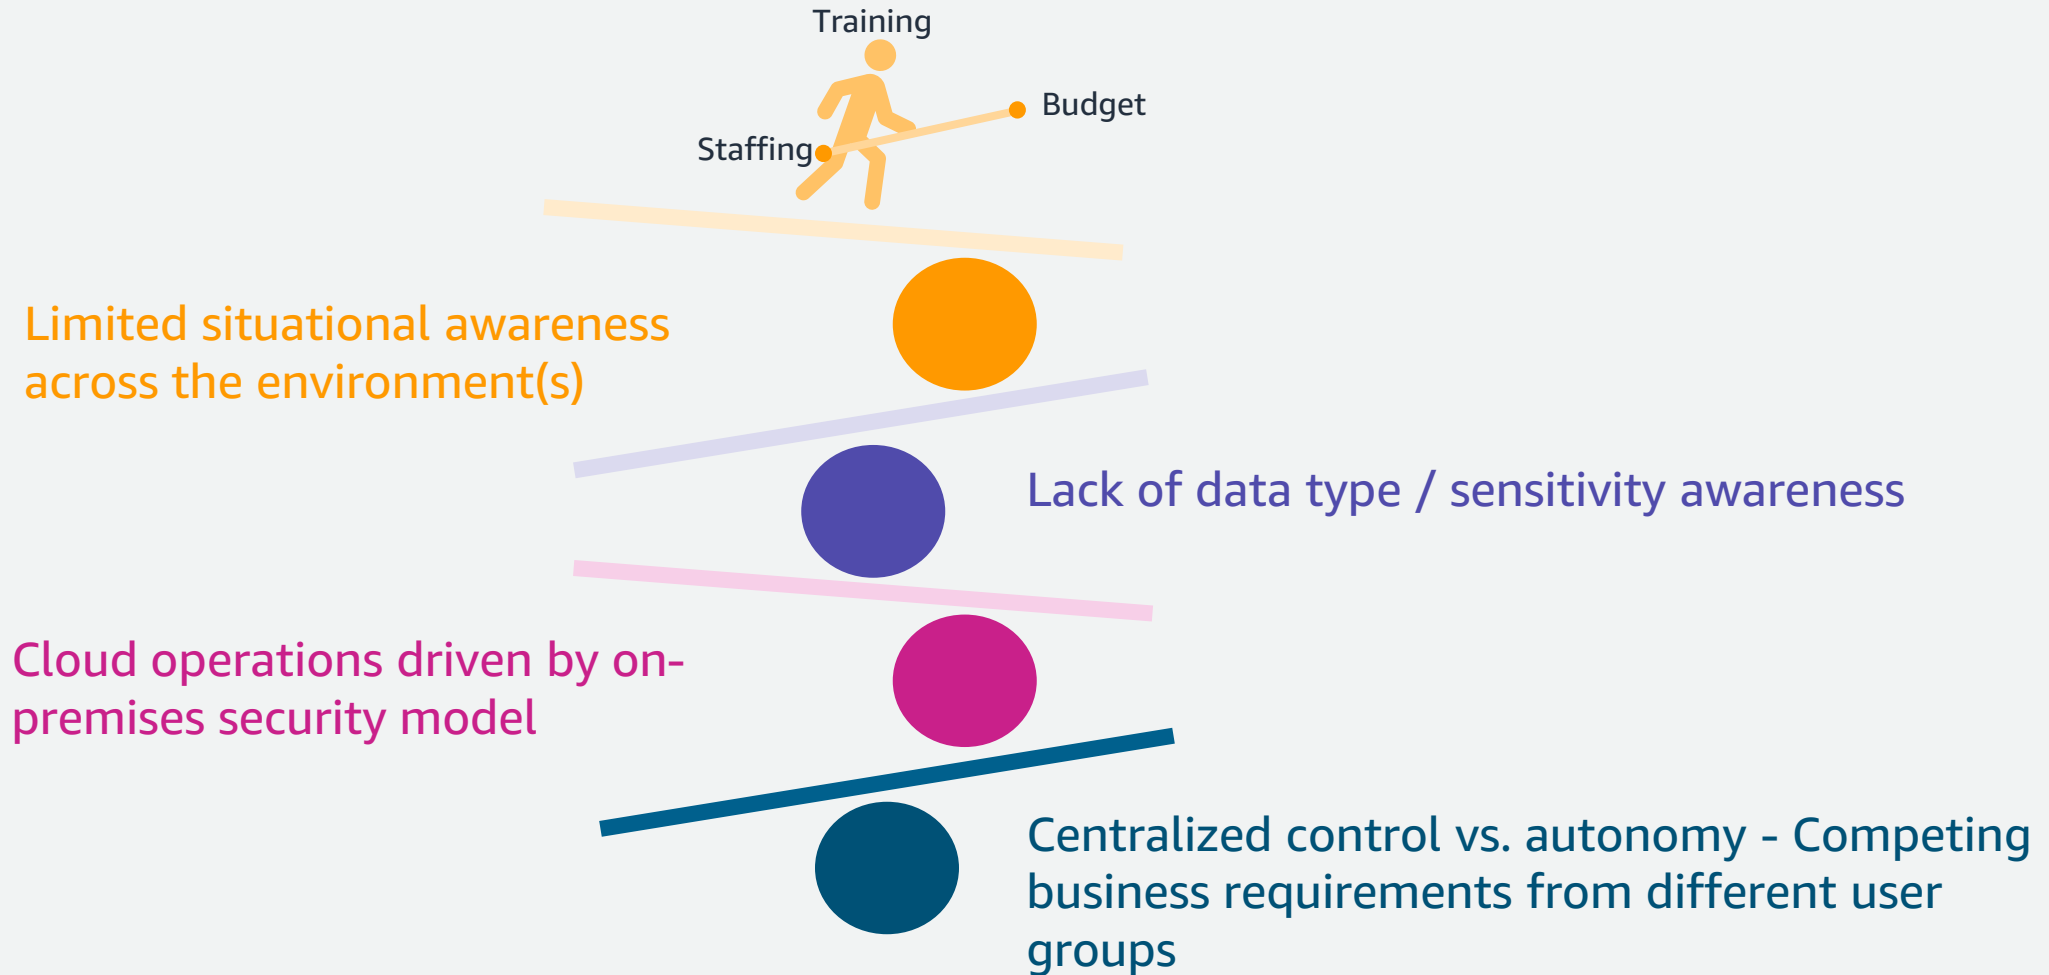 Training
Budget
Staffing
Limited situational awareness
across the environment(s)
Lack of data type / sensitivity awareness
Cloud operations driven by on-
premises security model
Centralized control vs. autonomy - Competing
business requirements from different user
groups